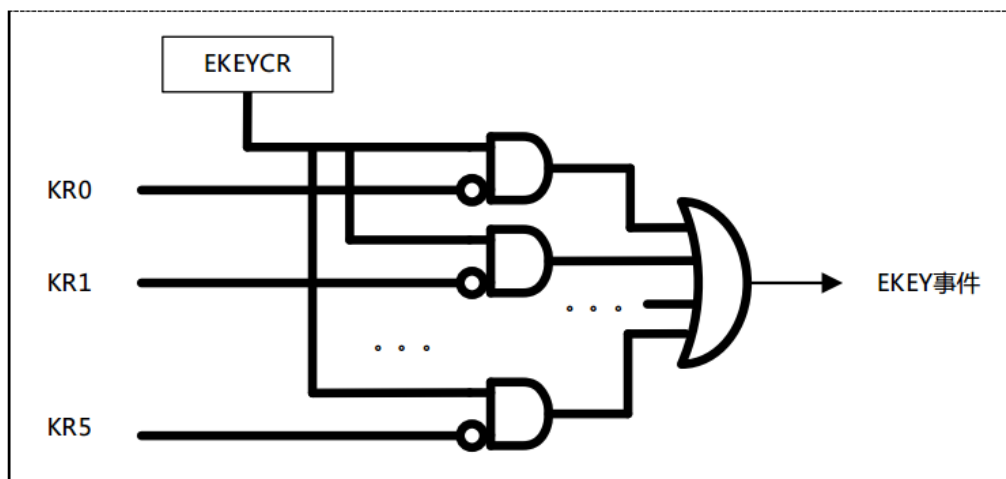 EKEYCR
KR0
KR1
EKEY事件
。。。
。。。
KR5